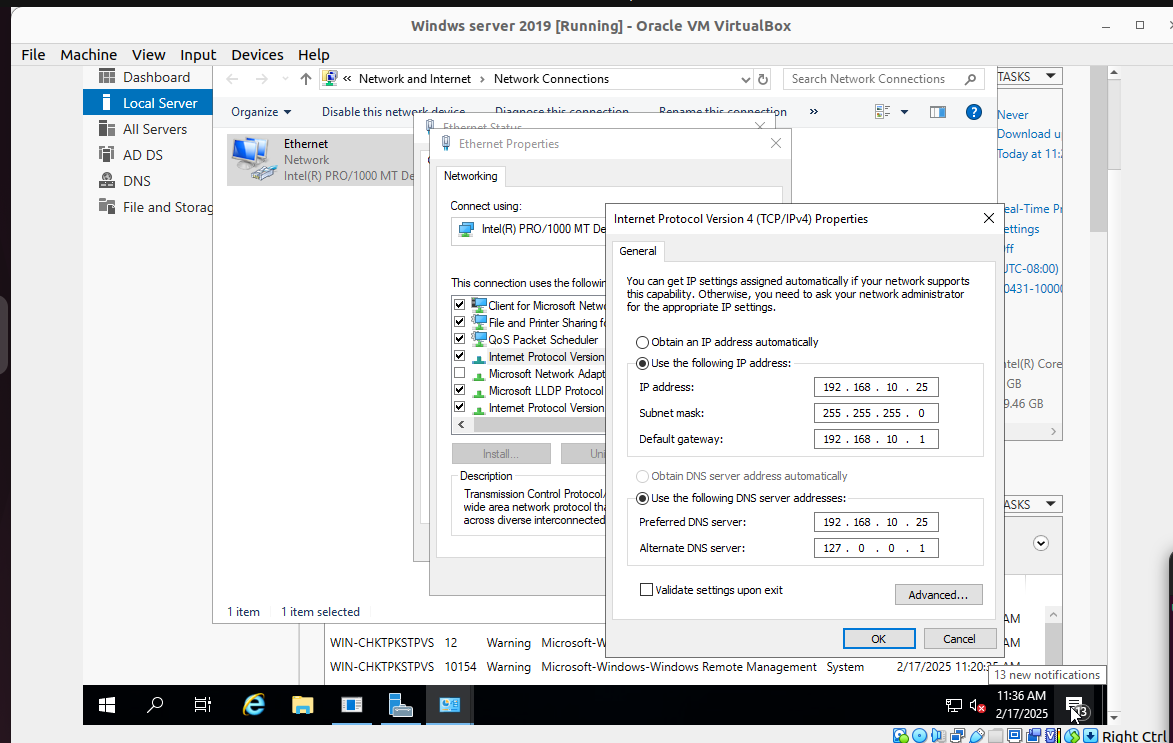 Windws server 2019 [Running] - Oracle VM VirtualBox
File Machine View Input Devices Help
Dashboard
Local Server
All Servers
AD DS
DNS
File and Storag
« Network and Internet › Network Connections
Search Network Connections
Organize
Disable this network device
Diagnose this connection
Rename this connection
»
Ethernet
Network
Intel(R) PRO/1000 MT De
Ethernet Status
Ethernet Properties
Networking
Connect using:
Intel(R) PRO/1000 MT De
This connection uses the followin
Client for Microsoft Netwo
File and Printer Sharing fo
QoS Packet Scheduler
Internet Protocol Version
Microsoft Network Adapt
Microsoft LLDP Protocol
Internet Protocol Version
Install...
Uni
Description
Transmission Control Protocol/
wide area network protocol tha
across diverse interconnected
Internet Protocol Version 4 (TCP/IPv4) Properties
General
You can get IP settings assigned automatically if your network supports
this capability. Otherwise, you need to ask your network administrator
for the appropriate IP settings.
Obtain an IP address automatically
Use the following IP address:
IP address: 192 . 168 . 10 . 25
Subnet mask: 255 . 255 . 255 . 0
Default gateway: 192 . 168 . 10 . 1
Obtain DNS server address automatically
Use the following DNS server addresses:
Preferred DNS server: 192 . 168 . 10 . 25
Alternate DNS server: 127 . 0 . 0 . 1
Validate settings upon exit
Advanced...
OK Cancel
TASKS
Never
Download u
Today at 11:
eal-Time Pr
ettings
ff
UTC-08:00)
0431-1000
ntel(R) Core
GB
9.46 GB
ASKS
1 item 1 item selected
AM
WIN-CHKTPKSTPVS 12 Warning Microsoft-W
AM
WIN-CHKTPKSTPVS 10154 Warning Microsoft-Windows-Windows Remote Management System 2/17/2025 11:20:
13 new notifications
11:36 AM
2/17/2025
13
Right Ctrl